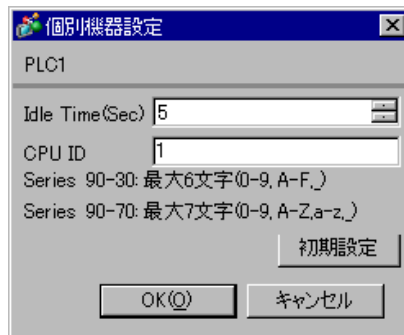 個別機器設定
PLC1
Idle Time(Sec) 5
CPU ID 1
Series 90-30: 最大6文字(0-9, A-F,_)
Series 90-70: 最大7文字(0-9, A-Z,a-z,_)
初期設定
OK(O) キャンセル